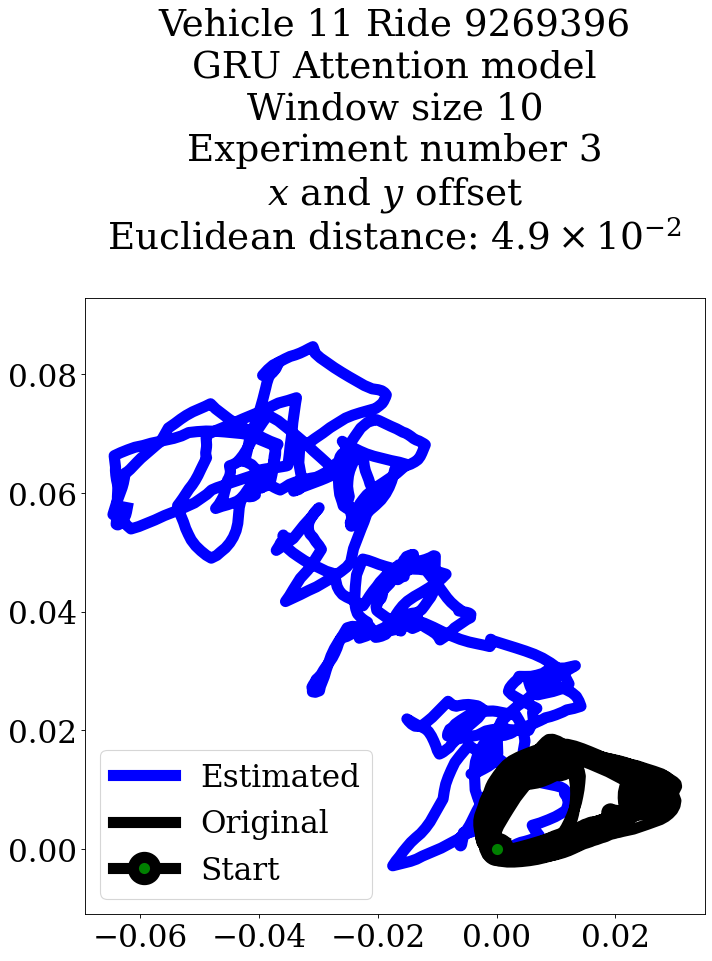 Vehicle 11 Ride 9269396
GRU Attention model
Window size 10
Experiment number 3
x and y offset
Euclidean distance: 4.9 × 10⁻²
0.08
0.06
0.04
0.02
0.00
Estimated
Original
Start
−0.06 −0.04 −0.02 0.00 0.02